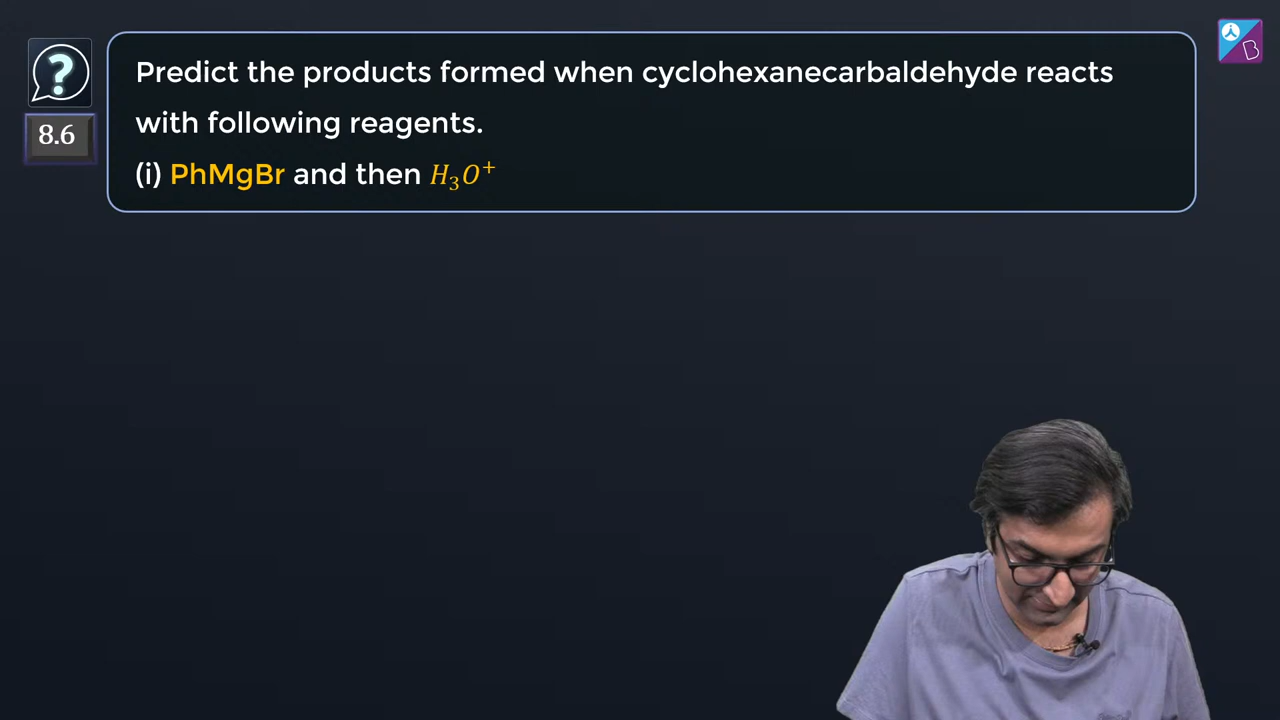 ?
8.6
Predict the products formed when cyclohexanecarbaldehyde reacts
with following reagents.
(i) PhMgBr and then H₃O⁺
B